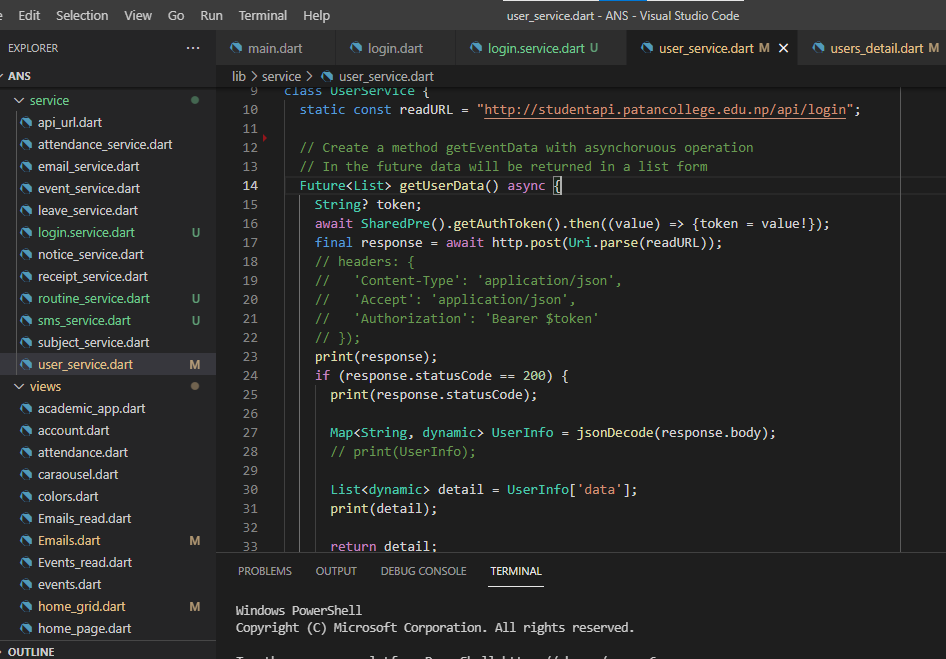 Edit Selection View Go Run Terminal Help user_service.dart - ANS - Visual Studio Code
EXPLORER ...
main.dart login.dart login.service.dart U user_service.dart M users_detail.dart M
ANS
lib > service > user_service.dart
service
api_url.dart
attendance_service.dart
email_service.dart
event_service.dart
leave_service.dart
login.service.dart U
notice_service.dart
receipt_service.dart
routine_service.dart U
sms_service.dart U
subject_service.dart
user_service.dart M
views
academic_app.dart
account.dart
attendance.dart
caraousel.dart
colors.dart
Emails_read.dart
Emails.dart M
Events_read.dart
events.dart
home_grid.dart M
home_page.dart
OUTLINE
9 class UserService {
10 static const readURL = "http://studentapi.patancollege.edu.np/api/login";
11
12 // Create a method getEventData with asynchoruous operation
13 // In the future data will be returned in a list form
14 Future<List> getUserData() async {
15 String? token;
16 await SharedPre().getAuthToken().then((value) => {token = value!});
17 final response = await http.post(Uri.parse(readURL));
18 // headers: {
19 //   'Content-Type': 'application/json',
20 //   'Accept': 'application/json',
21 //   'Authorization': 'Bearer $token'
22 // });
23 print(response);
24 if (response.statusCode == 200) {
25 print(response.statusCode);
26
27 Map<String, dynamic> UserInfo = jsonDecode(response.body);
28 // print(UserInfo);
29
30 List<dynamic> detail = UserInfo['data'];
31 print(detail);
32
33 return detail;
PROBLEMS OUTPUT DEBUG CONSOLE TERMINAL
Windows PowerShell
Copyright (C) Microsoft Corporation. All rights reserved.